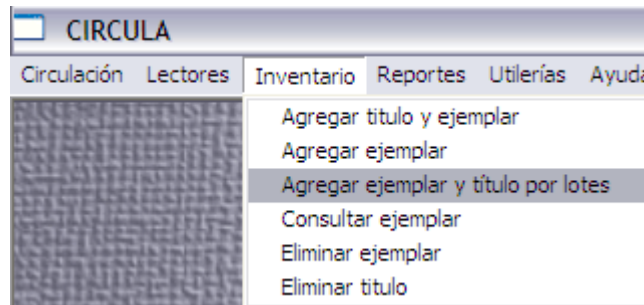 CIRCULA
Circulación Lectores Inventario Reportes Utilerías Ayuda
Agregar titulo y ejemplar
Agregar ejemplar
Agregar ejemplar y título por lotes
Consultar ejemplar
Eliminar ejemplar
Eliminar titulo